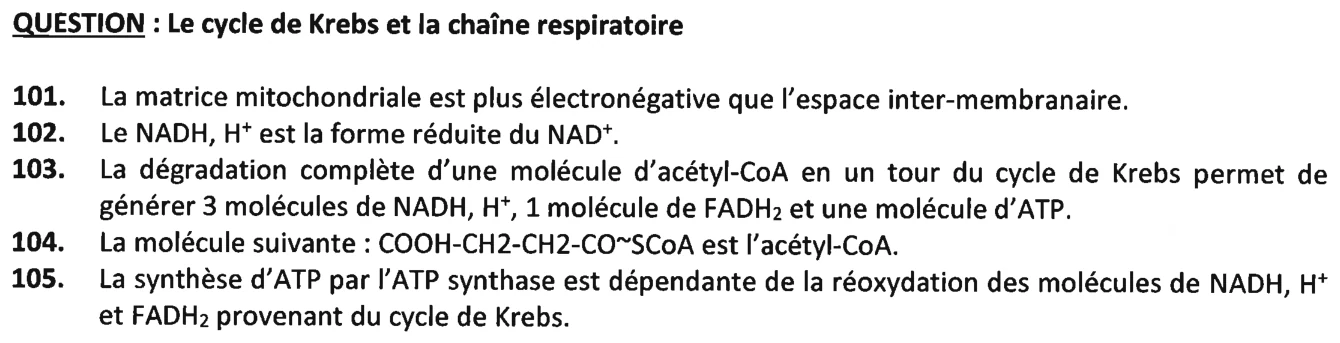 QUESTION : Le cycle de Krebs et la chaîne respiratoire
101. La matrice mitochondriale est plus électronégative que l'espace inter-membranaire.
102. Le NADH, H⁺ est la forme réduite du NAD⁺.
103. La dégradation complète d'une molécule d'acétyl-CoA en un tour du cycle de Krebs permet de
générer 3 molécules de NADH, H⁺, 1 molécule de FADH₂ et une molécule d'ATP.
104. La molécule suivante : COOH-CH2-CH2-CO~SCoA est l'acétyl-CoA.
105. La synthèse d'ATP par l'ATP synthase est dépendante de la réoxydation des molécules de NADH, H⁺
et FADH₂ provenant du cycle de Krebs.